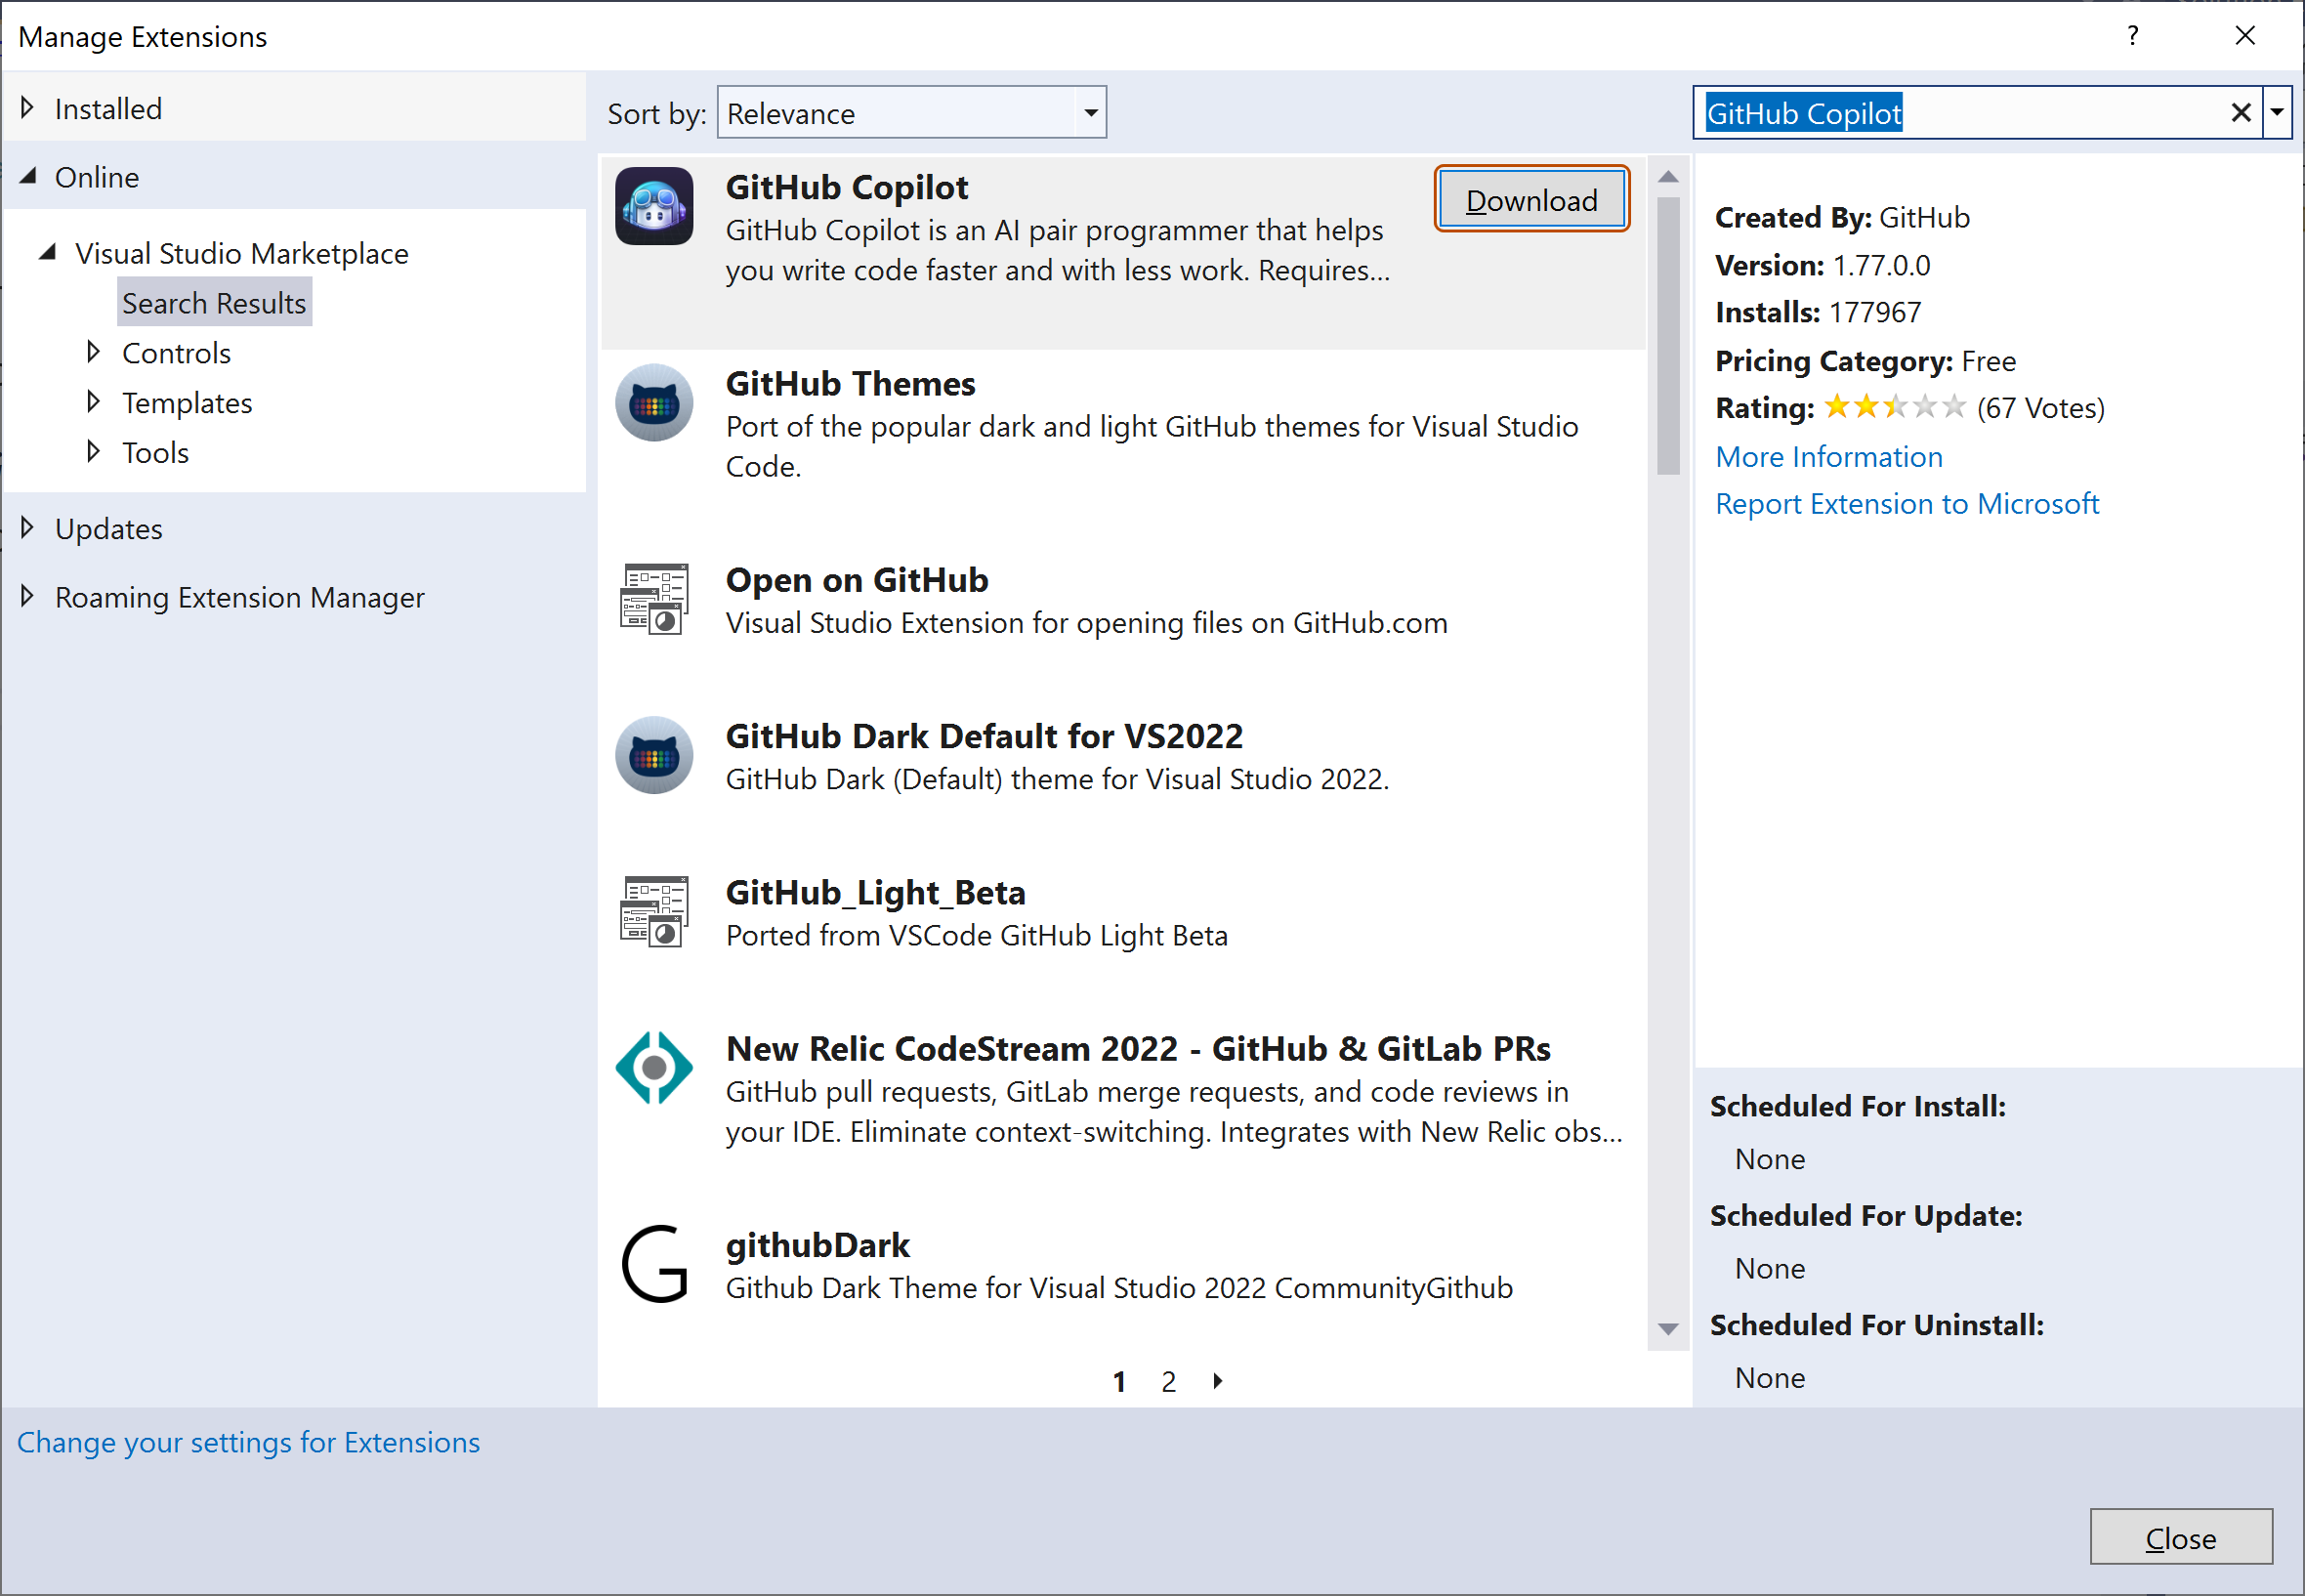 Manage Extensions
?
Installed
Online
Visual Studio Marketplace
Search Results
Controls
Templates
Tools
Updates
Roaming Extension Manager
Sort by: Relevance
GitHub Copilot
GitHub Copilot
Download
GitHub Copilot is an AI pair programmer that helps
you write code faster and with less work. Requires...
GitHub Themes
Port of the popular dark and light GitHub themes for Visual Studio
Code.
Open on GitHub
Visual Studio Extension for opening files on GitHub.com
GitHub Dark Default for VS2022
GitHub Dark (Default) theme for Visual Studio 2022.
GitHub_Light_Beta
Ported from VSCode GitHub Light Beta
New Relic CodeStream 2022 - GitHub & GitLab PRs
GitHub pull requests, GitLab merge requests, and code reviews in
your IDE. Eliminate context-switching. Integrates with New Relic obs...
G
githubDark
Github Dark Theme for Visual Studio 2022 CommunityGithub
1 2
Created By: GitHub
Version: 1.77.0.0
Installs: 177967
Pricing Category: Free
Rating: (67 Votes)
More Information
Report Extension to Microsoft
Scheduled For Install:
None
Scheduled For Update:
None
Scheduled For Uninstall:
None
Change your settings for Extensions
Close